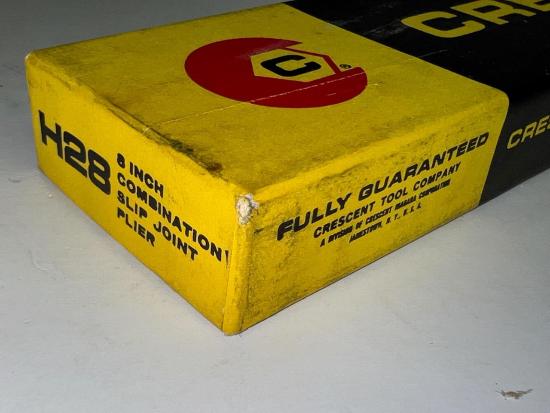 CRE
C
®
H28
8 INCH
COMBINATION
SLIP JOINT
PLIER
FULLY GUARANTEED
CRESCENT TOOL COMPANY
A DIVISION OF CRESCENT NIAGARA CORPORATION
JAMESTOWN, N. Y., U. S. A.
CRES